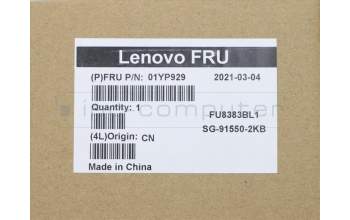 Lenovo FRU
(P)FRU P/N: 01YP929 2021-03-04
Quantity: 1
FU8383BL1
SG-91550-2KB
(4L)Origin: CN
Made in China